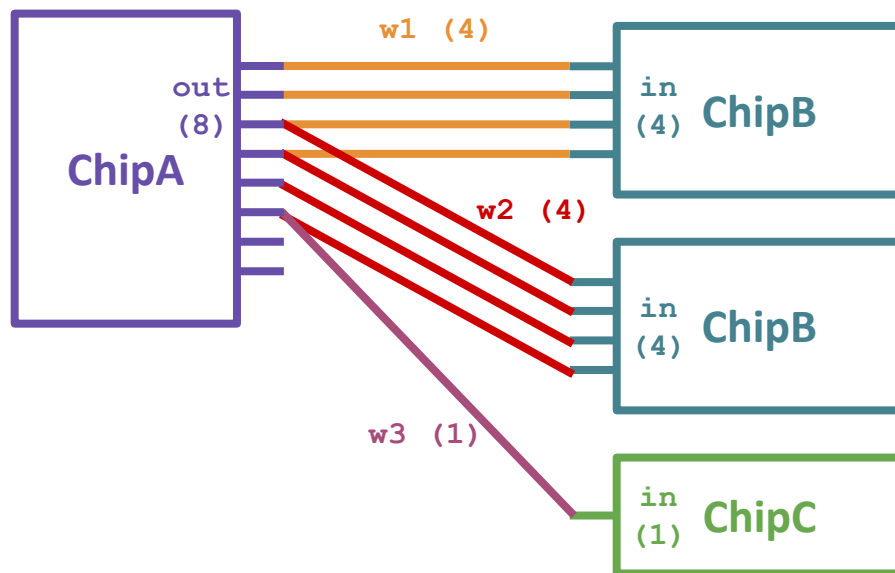 w1 (4)
out
(8)
ChipA
in
(4)
ChipB
w2 (4)
in
(4)
ChipB
w3 (1)
in
(1)
ChipC